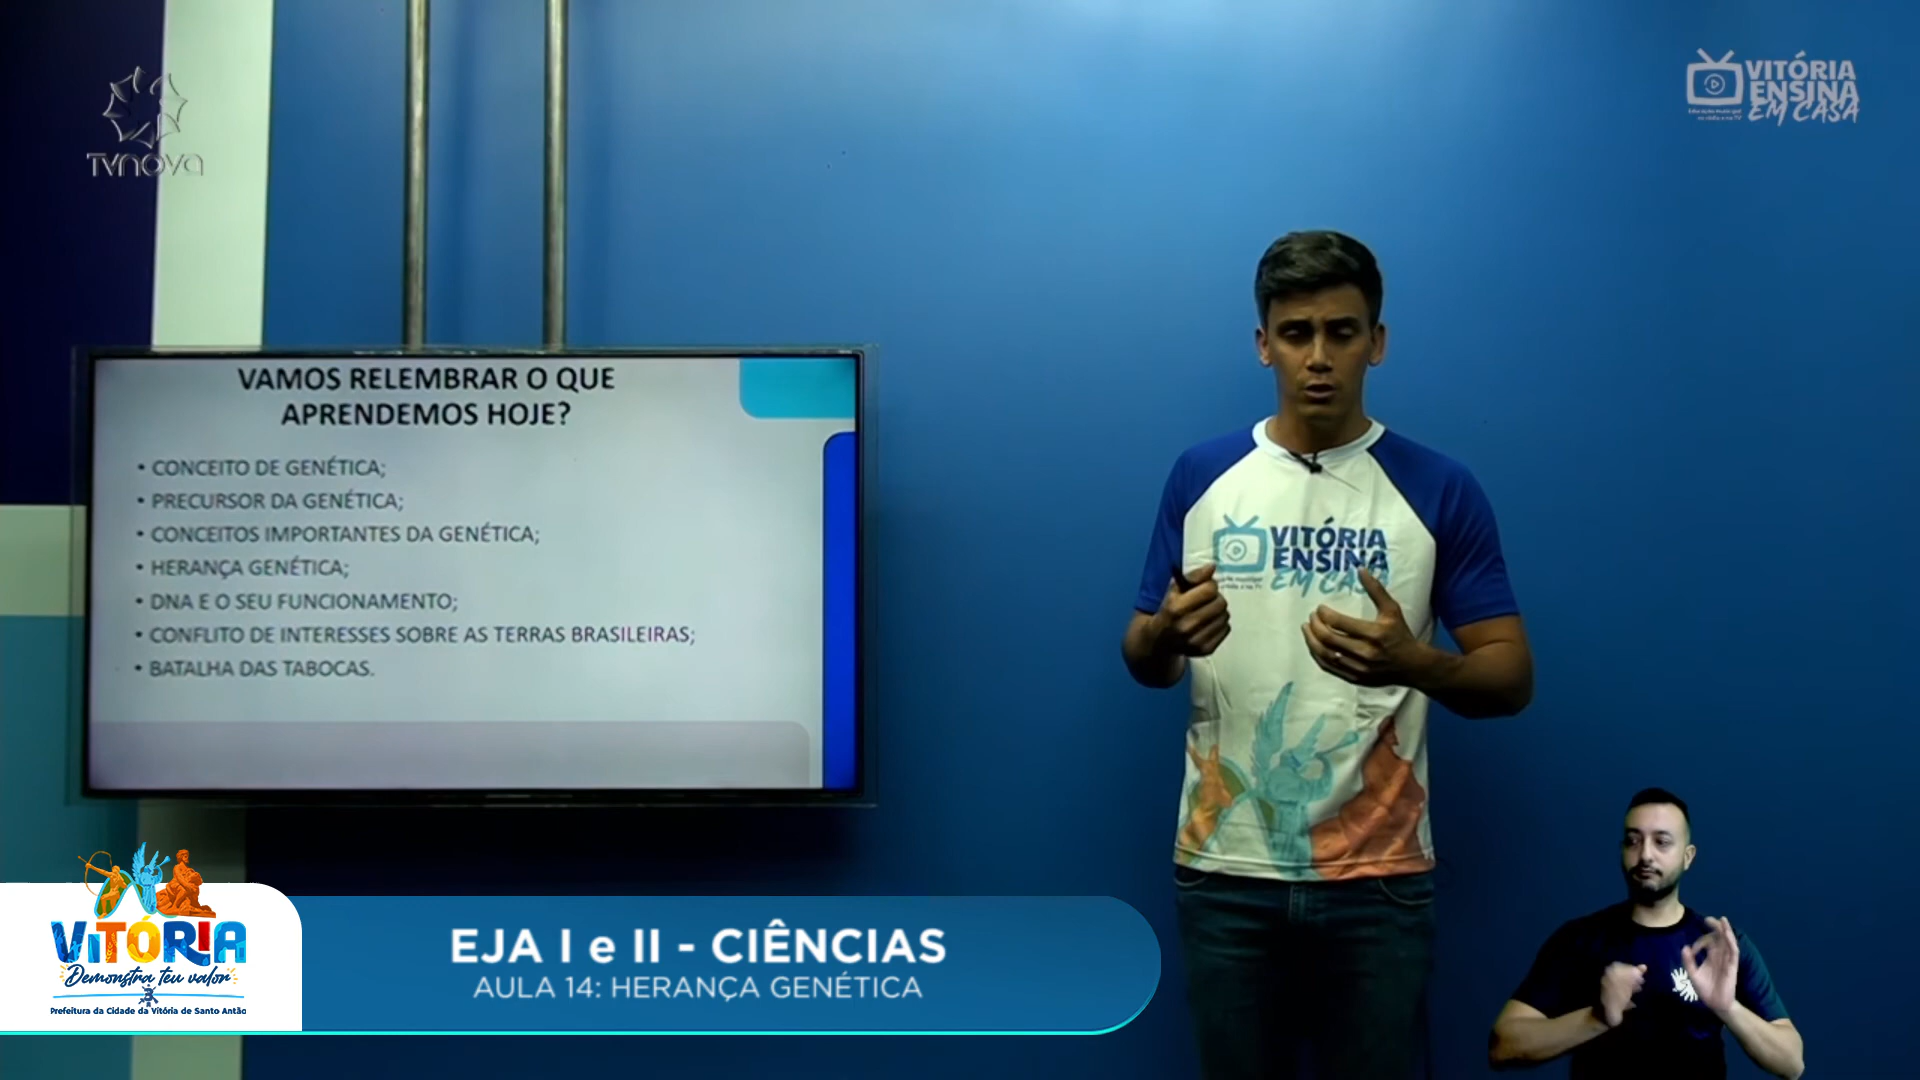 TVNOVA
VITÓRIA
ENSINA
EM CASA
VAMOS RELEMBRAR O QUE
APRENDEMOS HOJE?
• CONCEITO DE GENÉTICA;
• PRECURSOR DA GENÉTICA;
• CONCEITOS IMPORTANTES DA GENÉTICA;
• HERANÇA GENÉTICA;
• DNA E O SEU FUNCIONAMENTO;
• CONFLITO DE INTERESSES SOBRE AS TERRAS BRASILEIRAS;
• BATALHA DAS TABOCAS.
VITÓRIA
ENSINA
EM CASA
VITÓRIA
Demonstra teu valor
Prefeitura da Cidade da Vitória de Santo Antão
EJA I e II - CIÊNCIAS
AULA 14: HERANÇA GENÉTICA